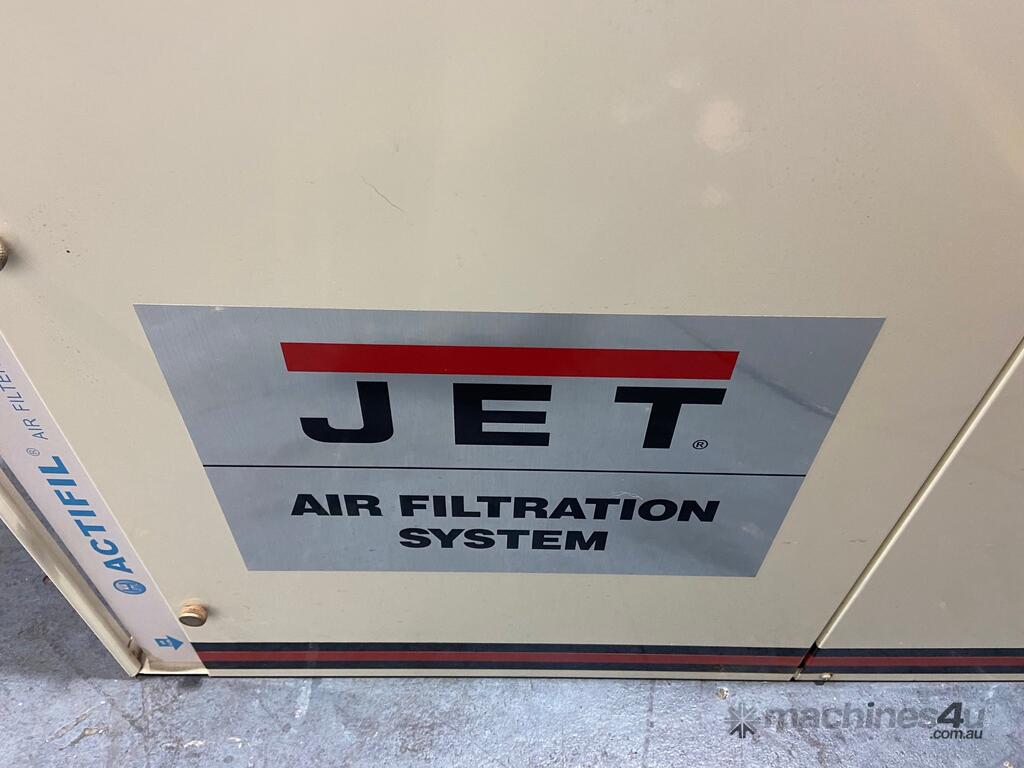 JET®
AIR FILTRATION
SYSTEM
ACTIFIL® AIR FILTER
machines4u
.com.au